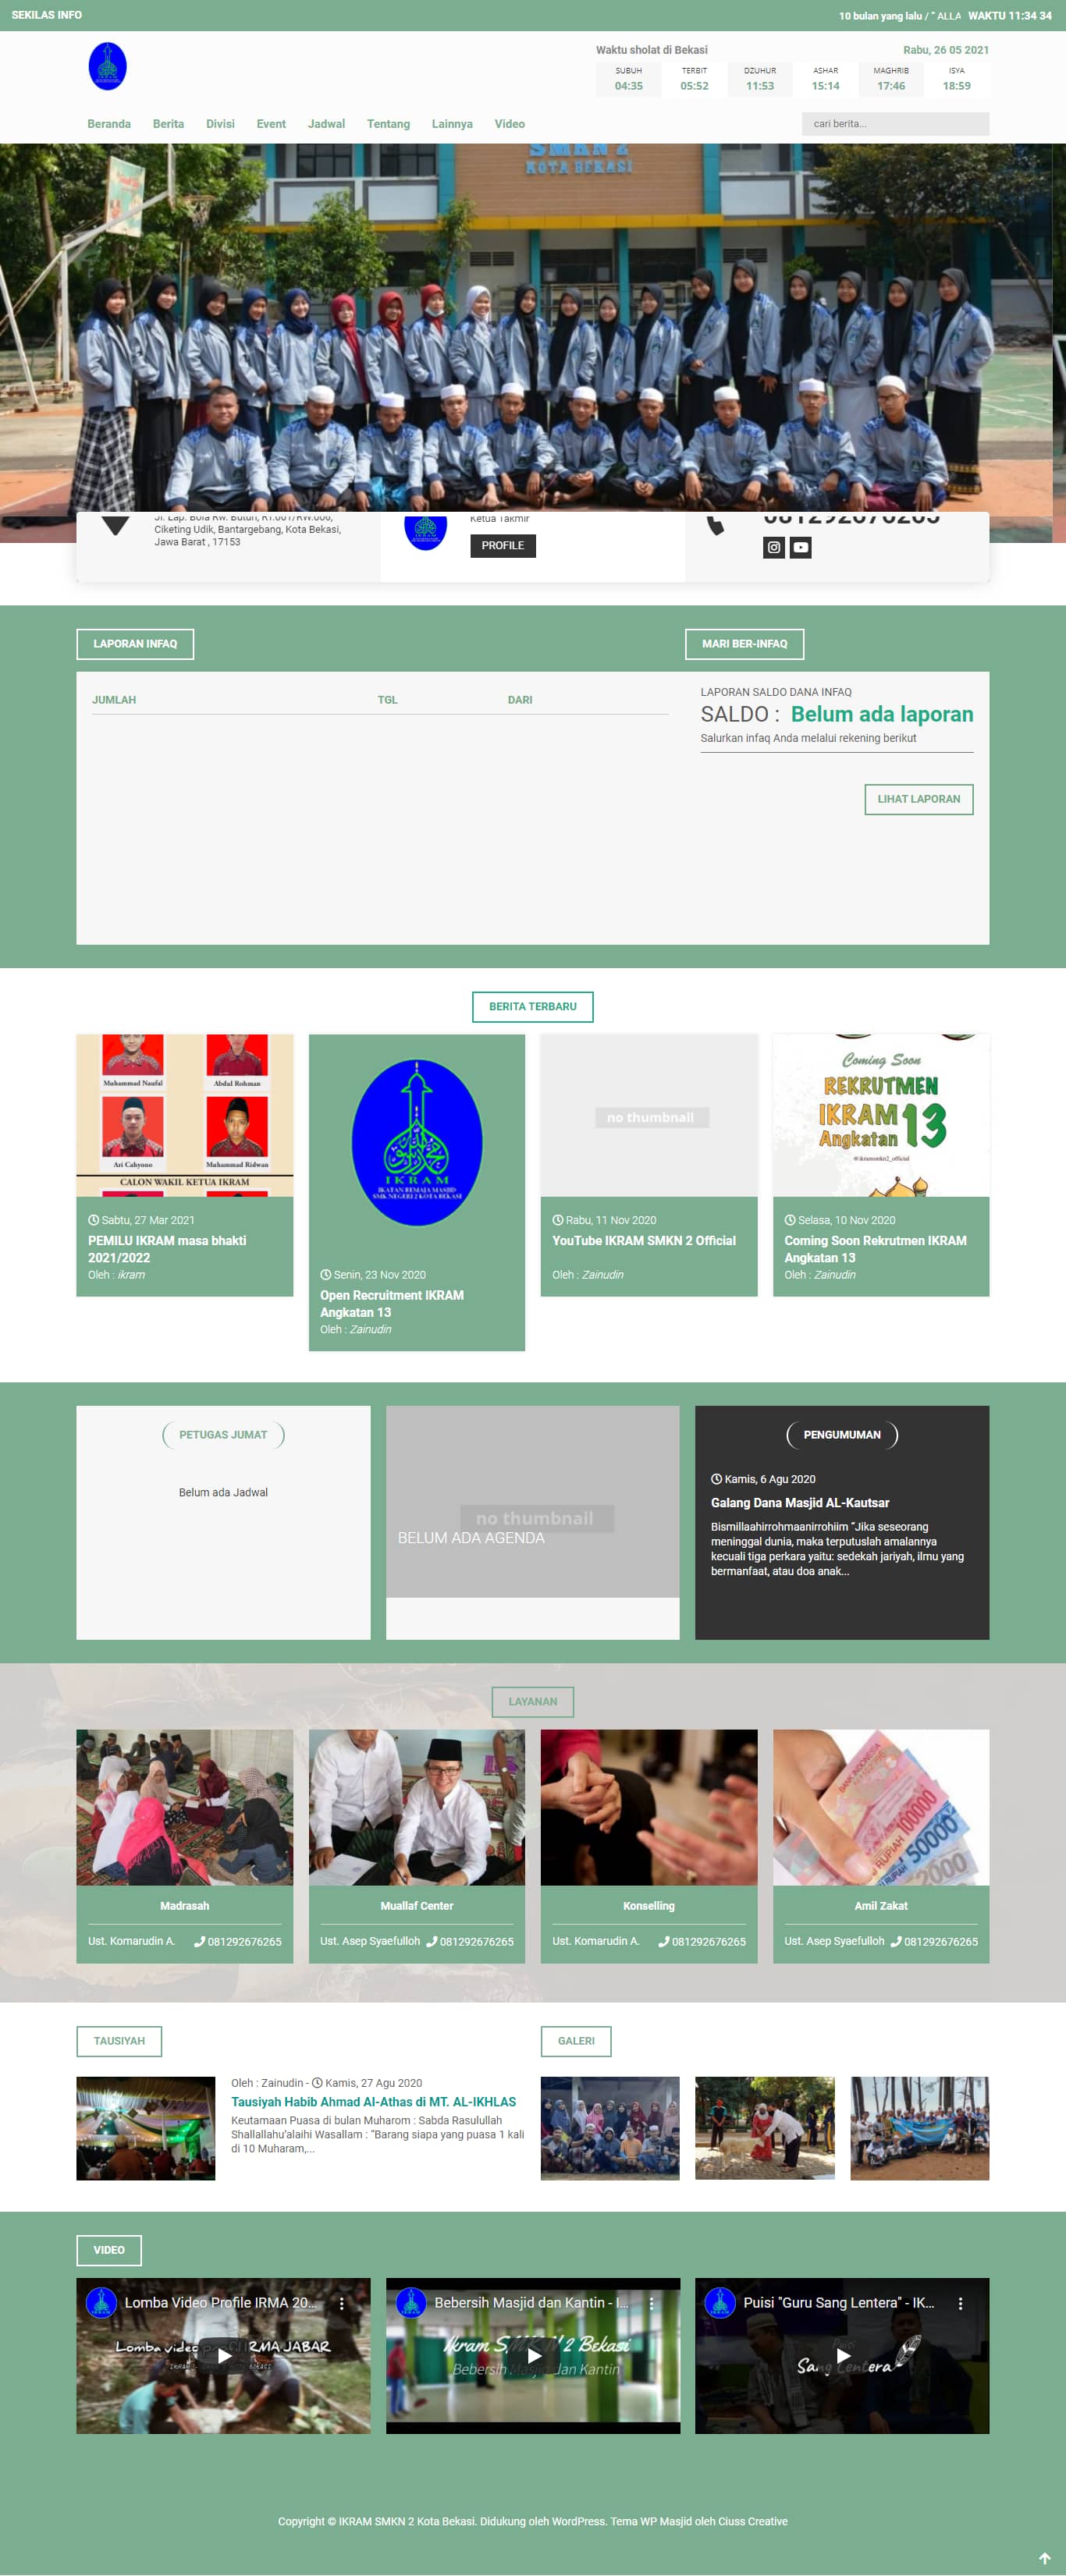 SEKILAS INFO
10 bulan yang lalu / " ALLA
WAKTU 11:34 34
Waktu sholat di Bekasi
Rabu, 26 05 2021
SUBUH TERBIT DZUHUR ASHAR MAGHRIB ISYA
04:35 05:52 11:53 15:14 17:46 18:59
Beranda Berita Divisi Event Jadwal Tentang Lainnya Video
cari berita...
SMKN 2
KOTA BEKASI
Jl. Lap. Bola Rw. Butun, RT.001/RW.006,
Ciketing Udik, Bantargebang, Kota Bekasi,
Jawa Barat , 17153
Ketua Takmir
PROFILE
081292676265
LAPORAN INFAQ
MARI BER-INFAQ
JUMLAH TGL DARI
LAPORAN SALDO DANA INFAQ
SALDO : Belum ada laporan
Salurkan infaq Anda melalui rekening berikut
LIHAT LAPORAN
BERITA TERBARU
Muhammad Naufal Abdal Rohman
Ari Cahyono Muhammad Ridwan
CALON WAKIL KETUA IKRAM
Sabtu, 27 Mar 2021
PEMILU IKRAM masa bhakti
2021/2022
Oleh : ikram
IKRAM
IKATAN REMAJA MASJID
SMK NEGERI 2 KOTA BEKASI
Senin, 23 Nov 2020
Open Recruitment IKRAM
Angkatan 13
Oleh : Zainudin
no thumbnail
Rabu, 11 Nov 2020
YouTube IKRAM SMKN 2 Official
Oleh : Zainudin
Coming Soon
REKRUTMEN
IKRAM
Angkatan 13
@ikramsmkn2_official
Selasa, 10 Nov 2020
Coming Soon Rekrutmen IKRAM
Angkatan 13
Oleh : Zainudin
PETUGAS JUMAT
Belum ada Jadwal
no thumbnail
BELUM ADA AGENDA
PENGUMUMAN
Kamis, 6 Agu 2020
Galang Dana Masjid AL-Kautsar
Bismillaahirrohmaanirrohiim "Jika seseorang
meninggal dunia, maka terputuslah amalannya
kecuali tiga perkara yaitu: sedekah jariyah, ilmu yang
bermanfaat, atau doa anak...
LAYANAN
100000
50000
2000
Madrasah
Ust. Komarudin A. 081292676265
Muallaf Center
Ust. Asep Syaefulloh 081292676265
Konselling
Ust. Komarudin A. 081292676265
Amil Zakat
Ust. Asep Syaefulloh 081292676265
TAUSIYAH
Oleh : Zainudin - Kamis, 27 Agu 2020
Tausiyah Habib Ahmad Al-Athas di MT. AL-IKHLAS
Keutamaan Puasa di bulan Muharom : Sabda Rasulullah
Shallallahu'alaihi Wasallam : "Barang siapa yang puasa 1 kali
di 10 Muharam,...
GALERI
VIDEO
Lomba Video Profile IRMA 20...
Lomba video IRMA JABAR
Bebersih Masjid dan Kantin - I...
Ikram SMKN 2 Bekasi
Bebersih Masjid dan Kantin
Puisi "Guru Sang Lentera" - IK...
Puisi
Sang Lentera
Copyright © IKRAM SMKN 2 Kota Bekasi. Didukung oleh WordPress. Tema WP Masjid oleh Ciuss Creative